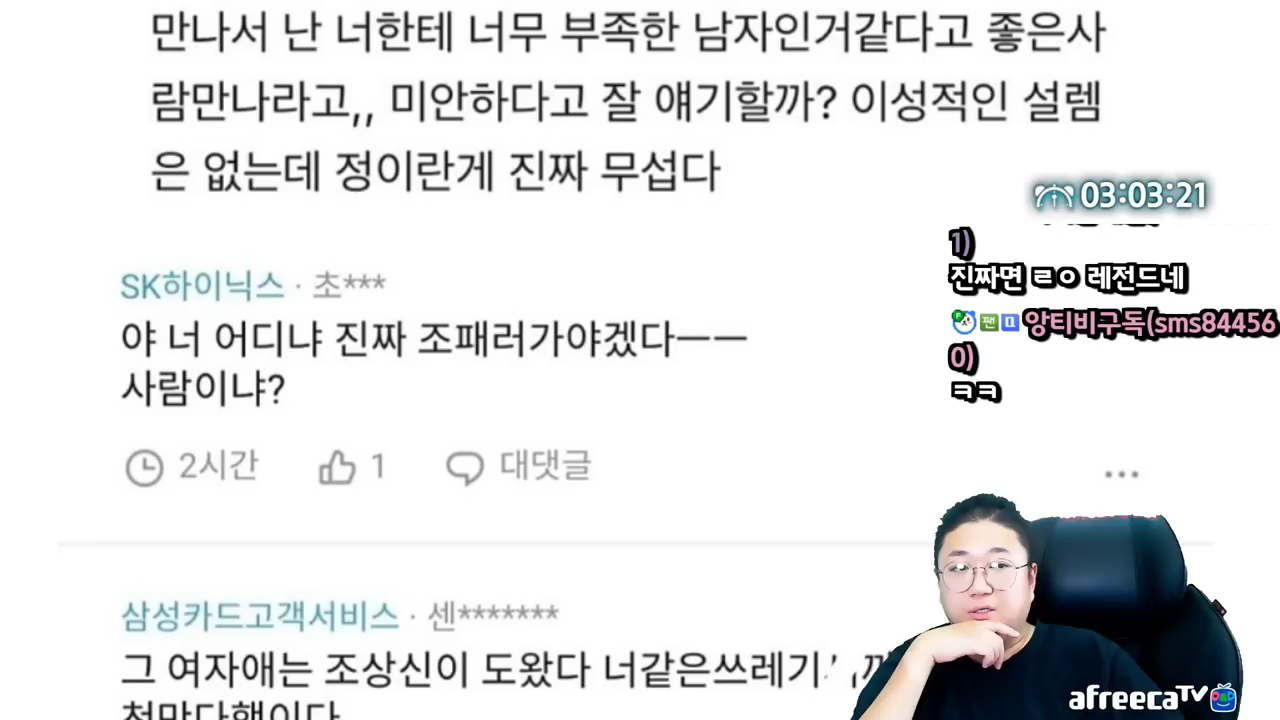 만나서 난 너한테 너무 부족한 남자인거같다고 좋은사
람만나라고,, 미안하다고 잘 얘기할까? 이성적인 설렘
은 없는데 정이란게 진짜 무섭다
03:03:21
1)
진짜면 ㄹㅇ 레전드네
SK하이닉스 · 초***
팬 앙티비구독(sms84456
0)
야 너 어디냐 진짜 조패러가야겠다ㅡㅡ
사람이냐?
ㅋㅋ
2시간 1 대댓글
삼성카드고객서비스 · 센*******
그 여자애는 조상신이 도왔다 너같은쓰레기
천만다행이다
afreecaTV